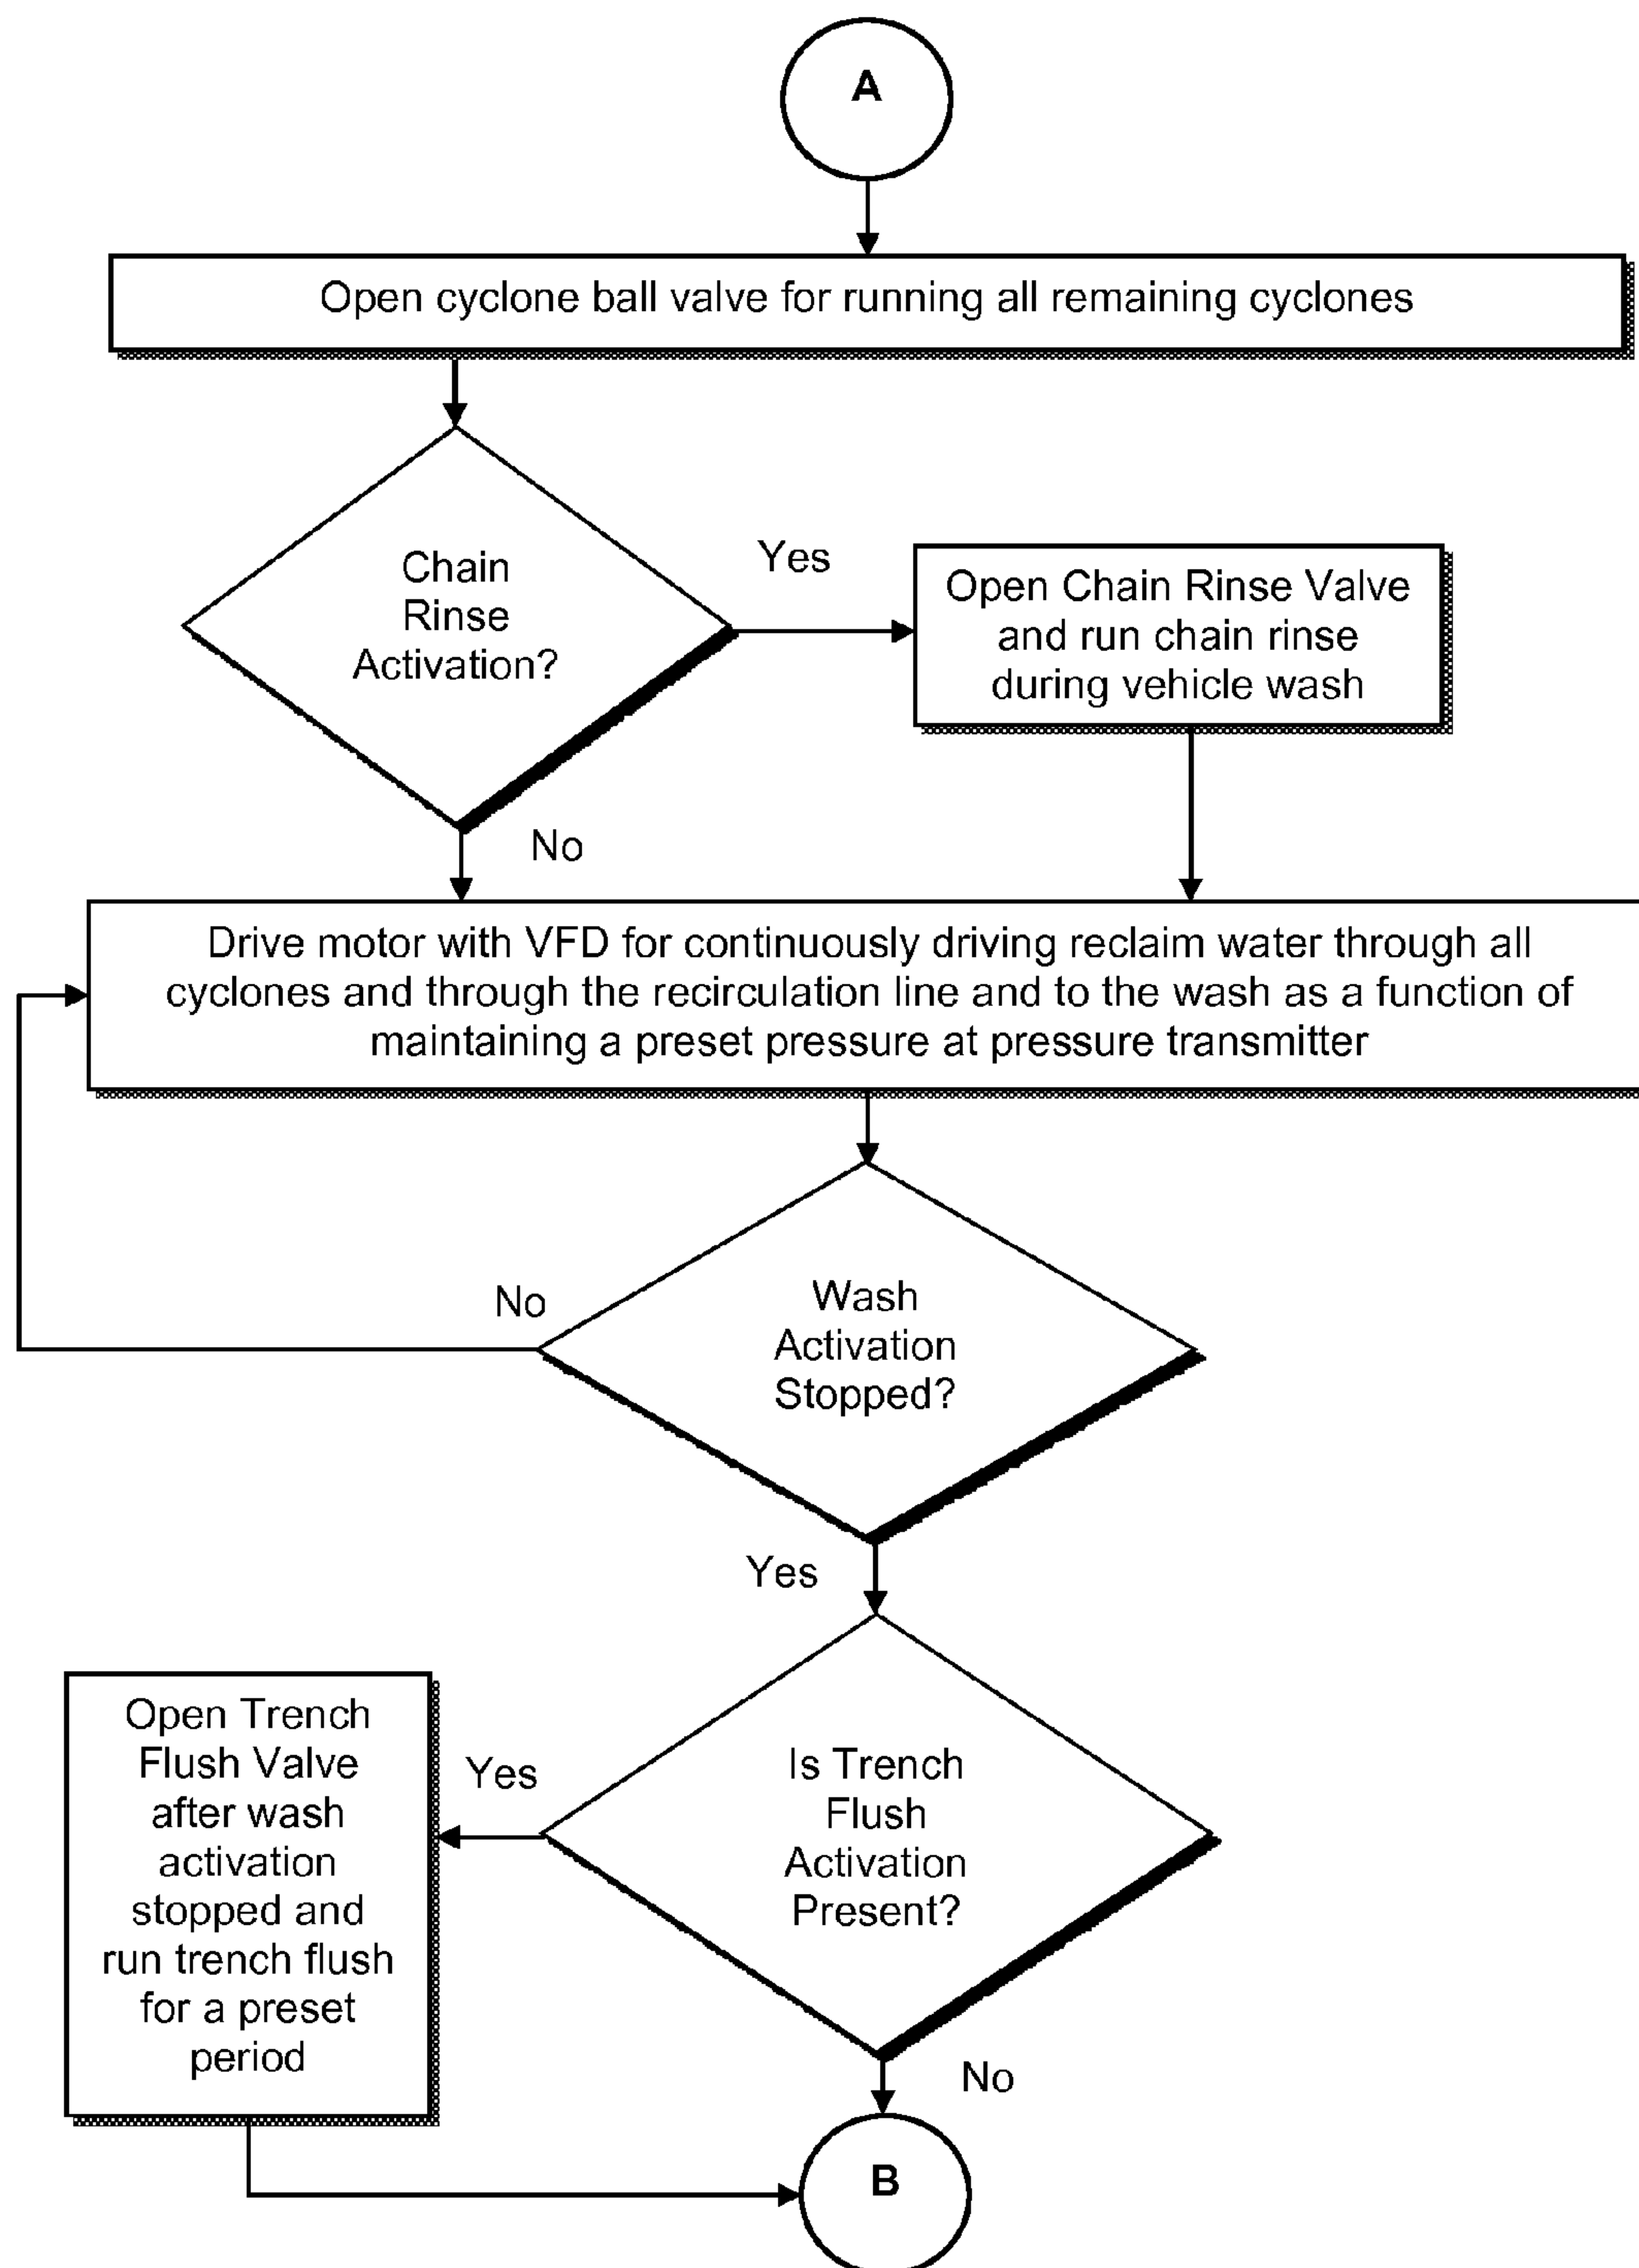 A
Open cyclone ball valve for running all remaining cyclones
Chain
Rinse
Activation?
Yes
Open Chain Rinse Valve
and run chain rinse
during vehicle wash
No
Drive motor with VFD for continuously driving reclaim water through all
cyclones and through the recirculation line and to the wash as a function of
maintaining a preset pressure at pressure transmitter
No
Wash
Activation
Stopped?
Yes
Open Trench
Flush Valve
after wash
activation
stopped and
run trench flush
for a preset
period
Yes
Is Trench
Flush
Activation
Present?
No
B